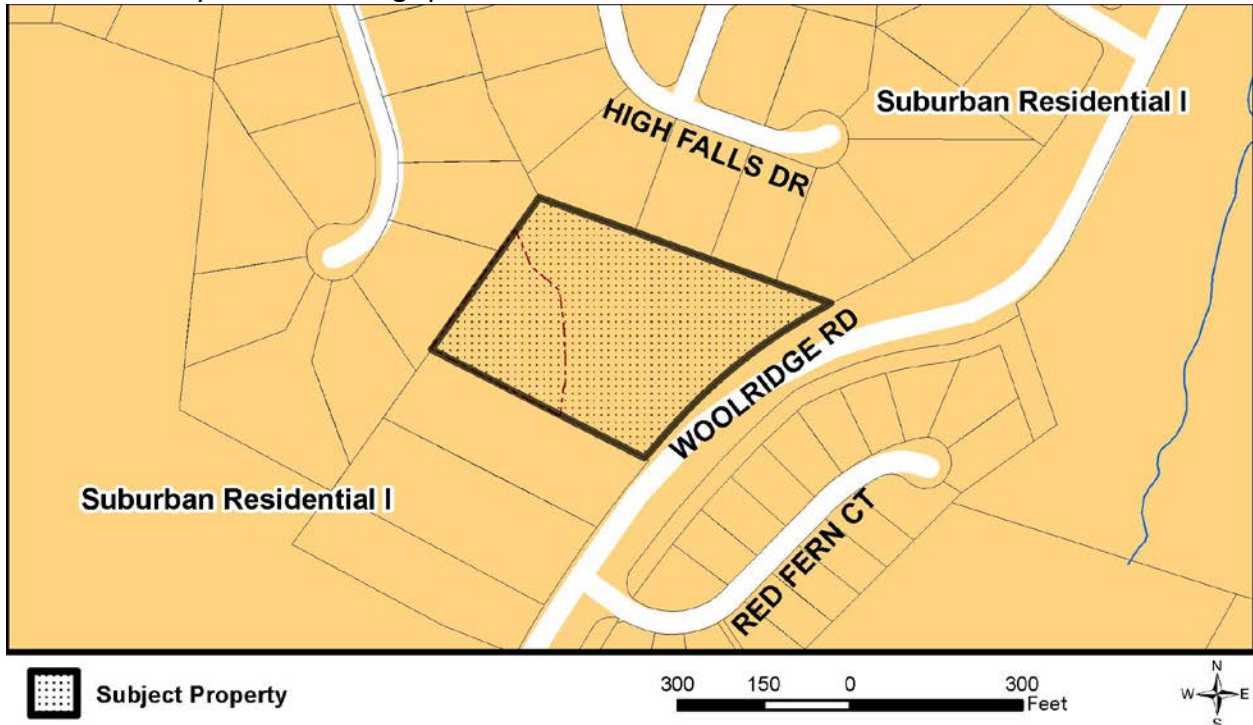 Suburban Residential I
HIGH FALLS DR
WOOLRIDGE RD
Suburban Residential I
RED FERN CT
Subject Property
300 150 0 300
Feet
N
W E
S